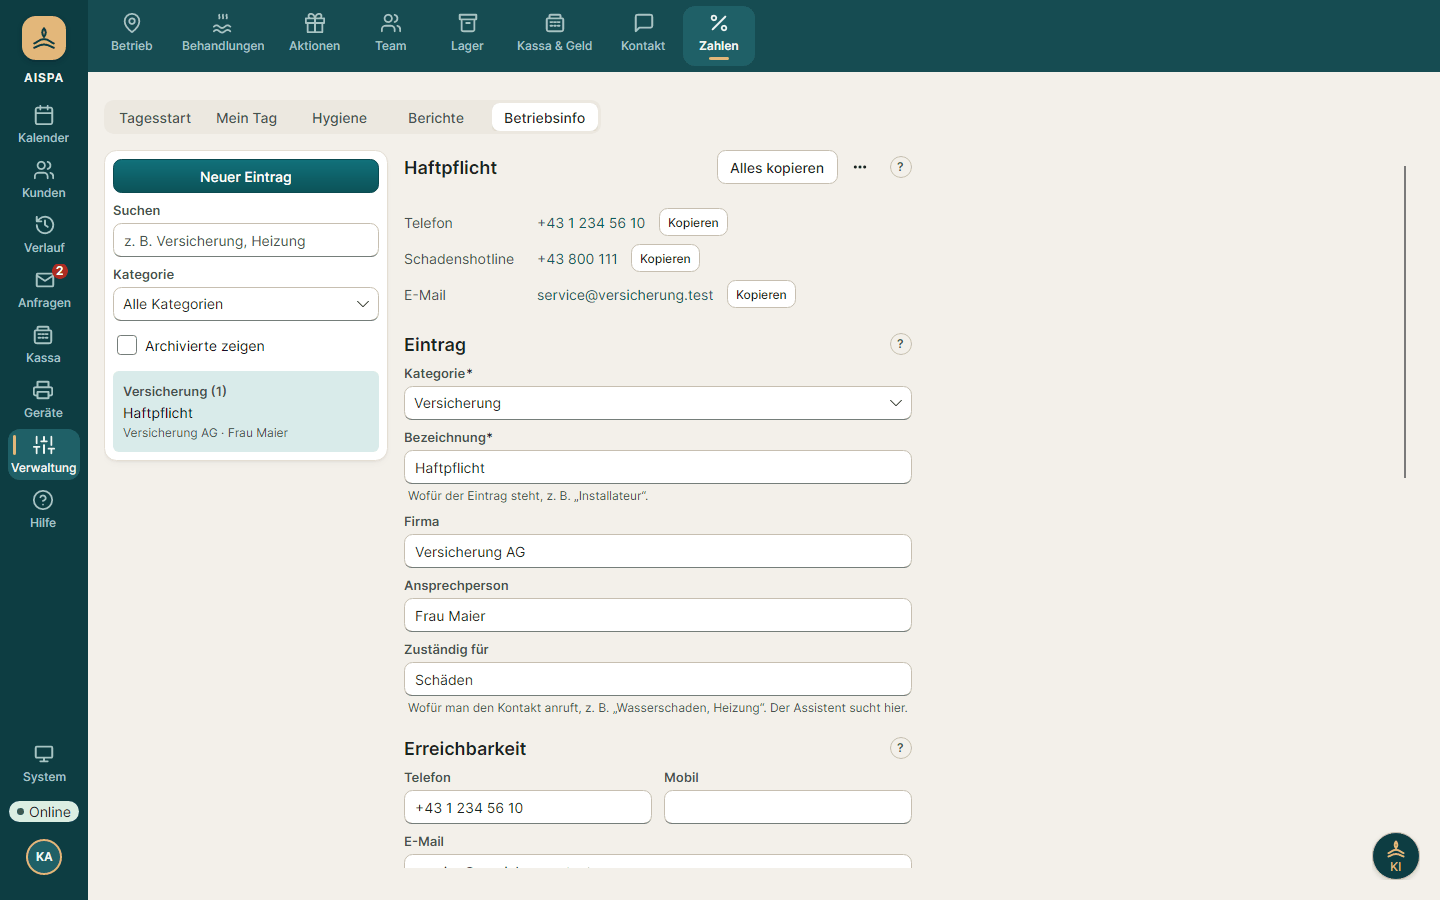 AISPA
Kalender
Kunden
Verlauf
2
Anfragen
Kassa
Geräte
Verwaltung
Hilfe
System
Online
KA
Betrieb
Behandlungen
Aktionen
Team
Lager
Kassa & Geld
Kontakt
Zahlen
Tagesstart
Mein Tag
Hygiene
Berichte
Betriebsinfo
Neuer Eintrag
Suchen
z. B. Versicherung, Heizung
Kategorie
Alle Kategorien
Archivierte zeigen
Versicherung (1)
Haftpflicht
Versicherung AG · Frau Maier
Haftpflicht
Alles kopieren
?
Telefon +43 1 234 56 10 Kopieren
Schadenshotline +43 800 111 Kopieren
E-Mail service@versicherung.test Kopieren
Eintrag
?
Kategorie*
Versicherung
Bezeichnung*
Haftpflicht
Wofür der Eintrag steht, z. B. „Installateur“.
Firma
Versicherung AG
Ansprechperson
Frau Maier
Zuständig für
Schäden
Wofür man den Kontakt anruft, z. B. „Wasserschaden, Heizung“. Der Assistent sucht hier.
Erreichbarkeit
?
Telefon Mobil
+43 1 234 56 10
E-Mail
KI